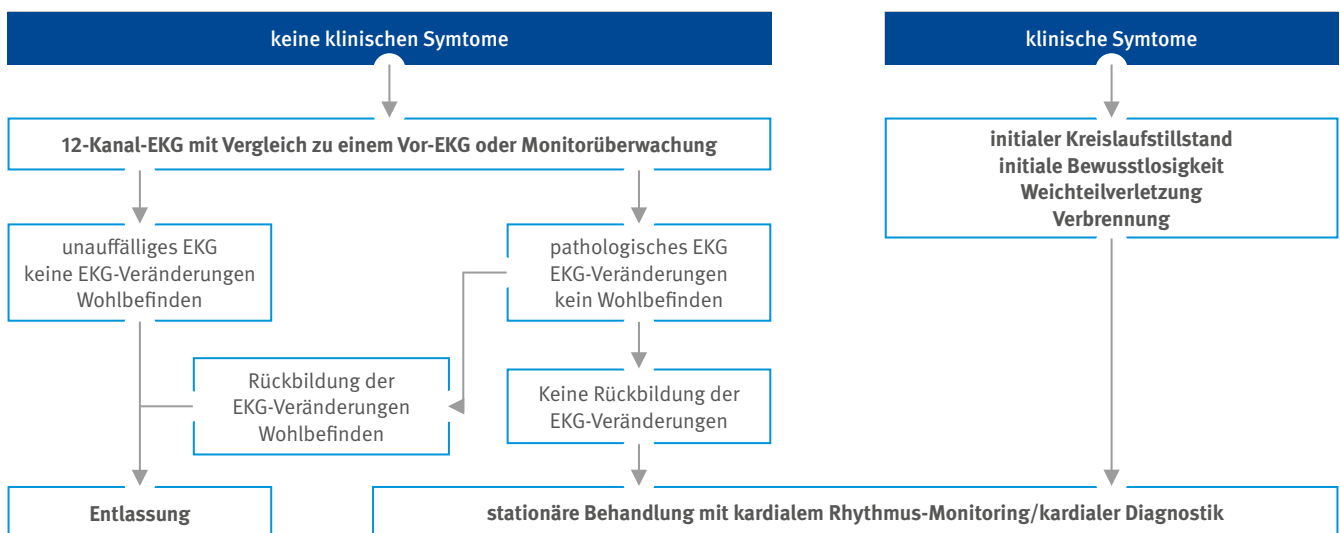 keine klinischen Symtome
klinische Symtome
12-Kanal-EKG mit Vergleich zu einem Vor-EKG oder Monitorüberwachung
initialer Kreislaufstillstand
initiale Bewusstlosigkeit
Weichteilverletzung
Verbrennung
unauffälliges EKG
keine EKG-Veränderungen
Wohlbefinden
pathologisches EKG
EKG-Veränderungen
kein Wohlbefinden
Rückbildung der
EKG-Veränderungen
Wohlbefinden
Keine Rückbildung der
EKG-Veränderungen
Entlassung
stationäre Behandlung mit kardialem Rhythmus-Monitoring/kardialer Diagnostik